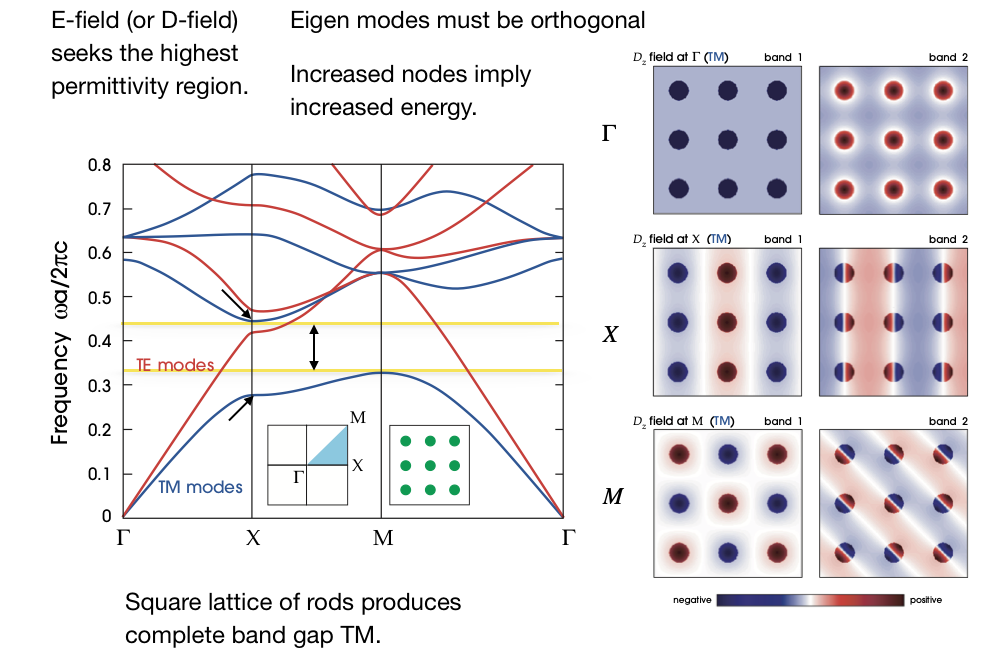 E-field (or D-field)
seeks the highest
permittivity region.
Eigen modes must be orthogonal
Increased nodes imply
increased energy.
0.8
0.7
0.6
0.5
0.4
0.3
0.2
0.1
0
Frequency ωa/2πc
TE modes
TM modes
M
X
Γ
Γ
X
M
Γ
Square lattice of rods produces
complete band gap TM.
D_z field at Γ (TM) band 1
band 2
Γ
D_z field at X (TM) band 1
band 2
X
D_z field at M (TM) band 1
band 2
M
negative
positive